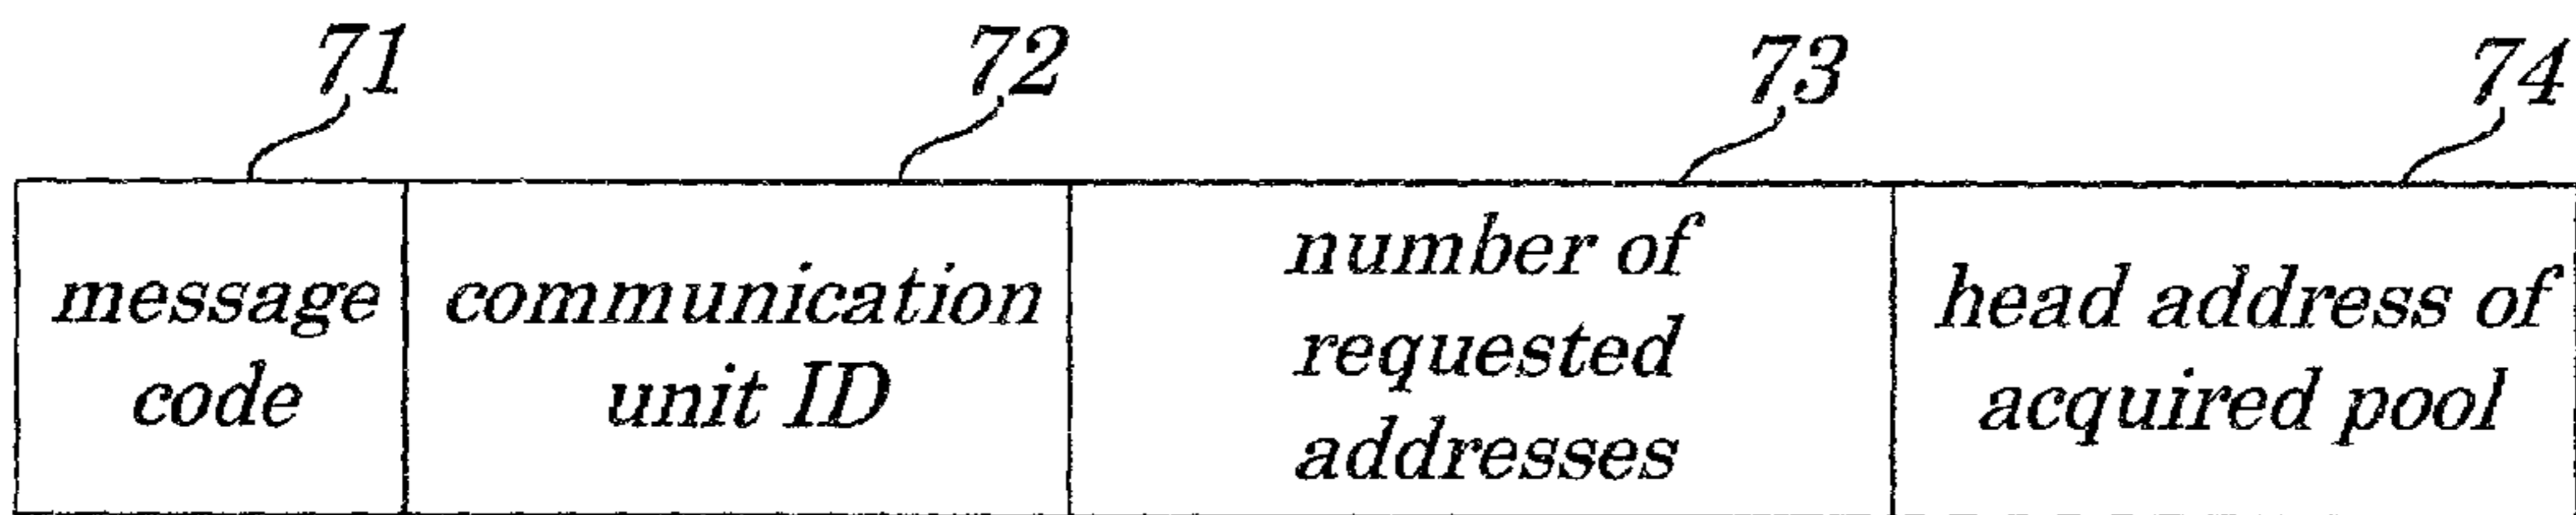 71 72 73 74
message code
communication unit ID
number of requested addresses
head address of acquired pool